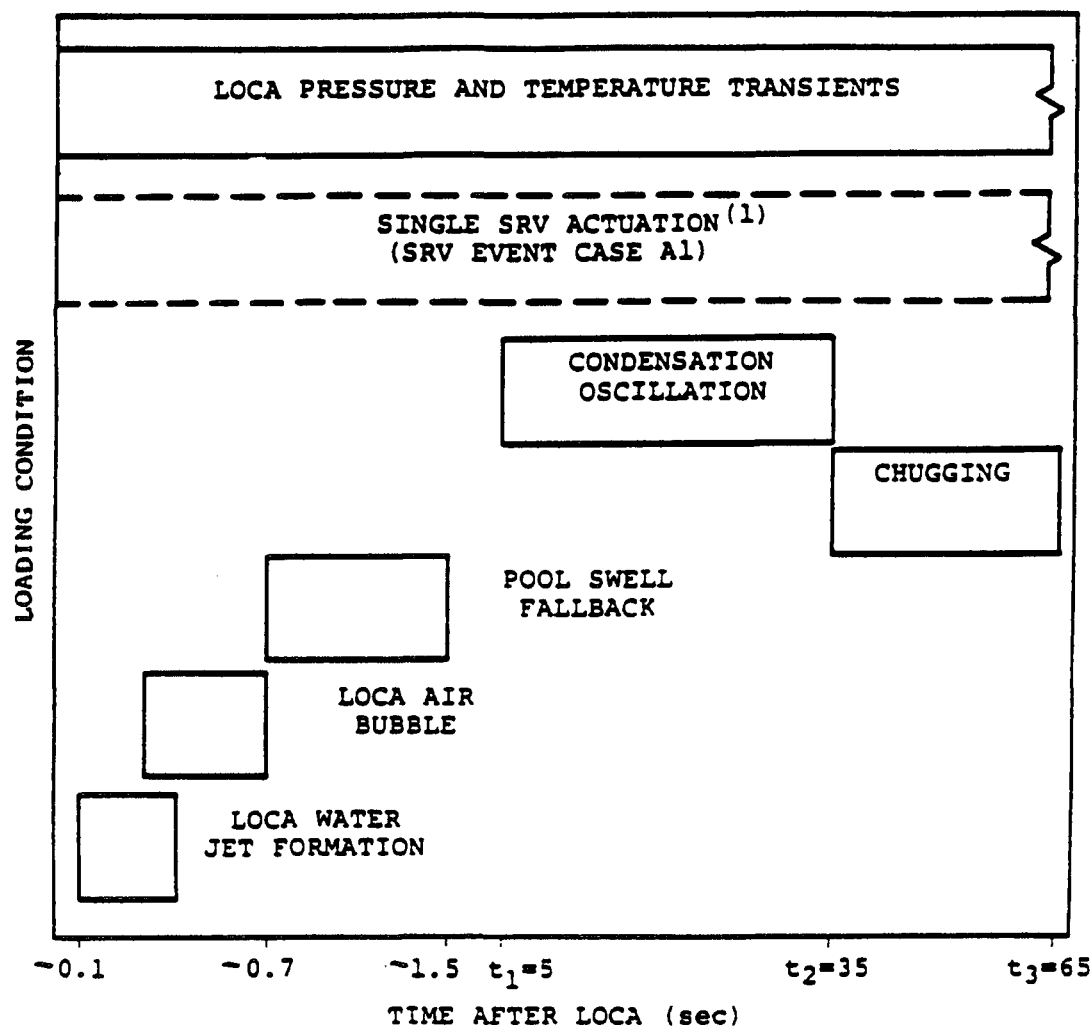 LOCA PRESSURE AND TEMPERATURE TRANSIENTS
SINGLE SRV ACTUATION(1)
(SRV EVENT CASE A1)
CONDENSATION
OSCILLATION
CHUGGING
POOL SWELL
FALLBACK
LOCA AIR
BUBBLE
LOCA WATER
JET FORMATION
LOADING CONDITION
~0.1 ~0.7 ~1.5 t1=5 t2=35 t3=65
TIME AFTER LOCA (sec)